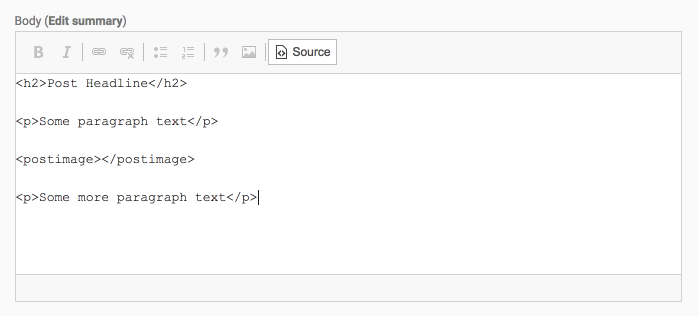 Body (Edit summary)
B I Source
<h2>Post Headline</h2>
<p>Some paragraph text</p>
<postimage></postimage>
<p>Some more paragraph text</p>